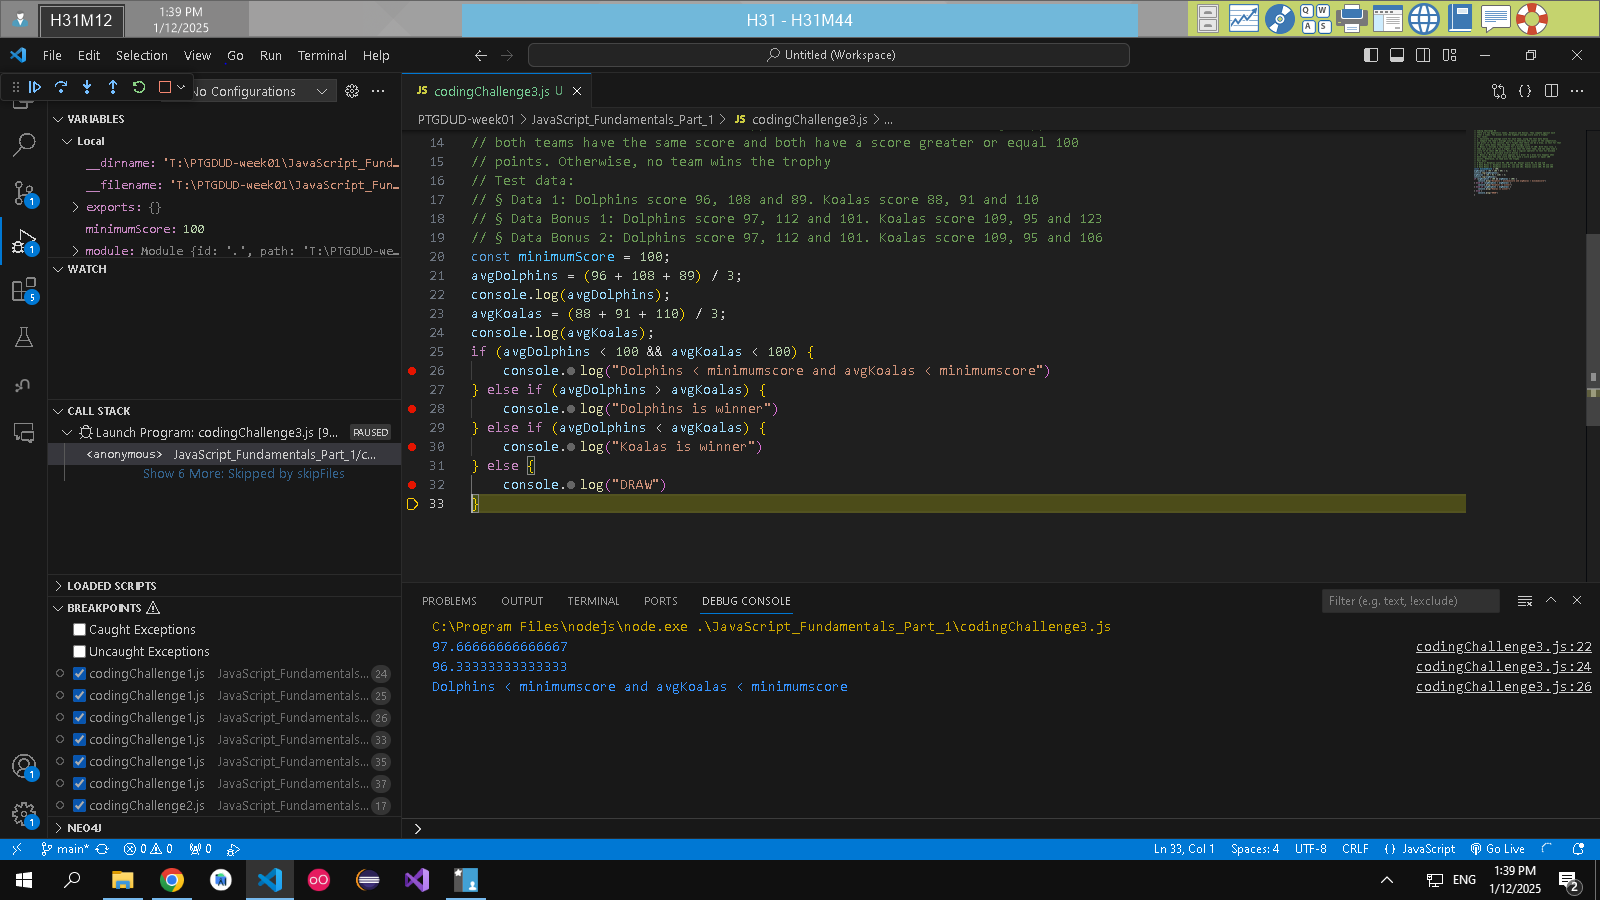 H31M12
1:39 PM
1/12/2025
H31 - H31M44
Q W
A S
File Edit Selection View Go Run Terminal Help
Untitled (Workspace)
No Configurations
JS codingChallenge3.js U
PTGDUD-week01 > JavaScript_Fundamentals_Part_1 > JS codingChallenge3.js > ...
VARIABLES
Local
__dirname: 'T:\PTGDUD-week01\JavaScript_Fund…
__filename: 'T:\PTGDUD-week01\JavaScript_Fun…
exports: {}
minimumScore: 100
module: Module {id: '.', path: 'T:\PTGDUD-we…
WATCH
CALL STACK
Launch Program: codingChallenge3.js [9... PAUSED
<anonymous> JavaScript_Fundamentals_Part_1/c...
Show 6 More: Skipped by skipFiles
LOADED SCRIPTS
BREAKPOINTS
Caught Exceptions
Uncaught Exceptions
codingChallenge1.js JavaScript_Fundamentals... 24
codingChallenge1.js JavaScript_Fundamentals... 25
codingChallenge1.js JavaScript_Fundamentals... 26
codingChallenge1.js JavaScript_Fundamentals... 33
codingChallenge1.js JavaScript_Fundamentals... 35
codingChallenge1.js JavaScript_Fundamentals... 37
codingChallenge2.js JavaScript_Fundamentals... 17
NEO4J
1
1
5
1
1
14 // both teams have the same score and both have a score greater or equal 100
15 // points. Otherwise, no team wins the trophy
16 // Test data:
17 // § Data 1: Dolphins score 96, 108 and 89. Koalas score 88, 91 and 110
18 // § Data Bonus 1: Dolphins score 97, 112 and 101. Koalas score 109, 95 and 123
19 // § Data Bonus 2: Dolphins score 97, 112 and 101. Koalas score 109, 95 and 106
20 const minimumScore = 100;
21 avgDolphins = (96 + 108 + 89) / 3;
22 console.log(avgDolphins);
23 avgKoalas = (88 + 91 + 110) / 3;
24 console.log(avgKoalas);
25 if (avgDolphins < 100 && avgKoalas < 100) {
26 console.log("Dolphins < minimumscore and avgKoalas < minimumscore")
27 } else if (avgDolphins > avgKoalas) {
28 console.log("Dolphins is winner")
29 } else if (avgDolphins < avgKoalas) {
30 console.log("Koalas is winner")
31 } else {
32 console.log("DRAW")
33 }
PROBLEMS OUTPUT TERMINAL PORTS DEBUG CONSOLE
Filter (e.g. text, !exclude)
C:\Program Files\nodejs\node.exe .\JavaScript_Fundamentals_Part_1\codingChallenge3.js
97.66666666666667 codingChallenge3.js:22
96.33333333333333 codingChallenge3.js:24
Dolphins < minimumscore and avgKoalas < minimumscore codingChallenge3.js:26
main* 0 0 0
Ln 33, Col 1 Spaces: 4 UTF-8 CRLF {} JavaScript Go Live
ENG
1:39 PM
1/12/2025
2